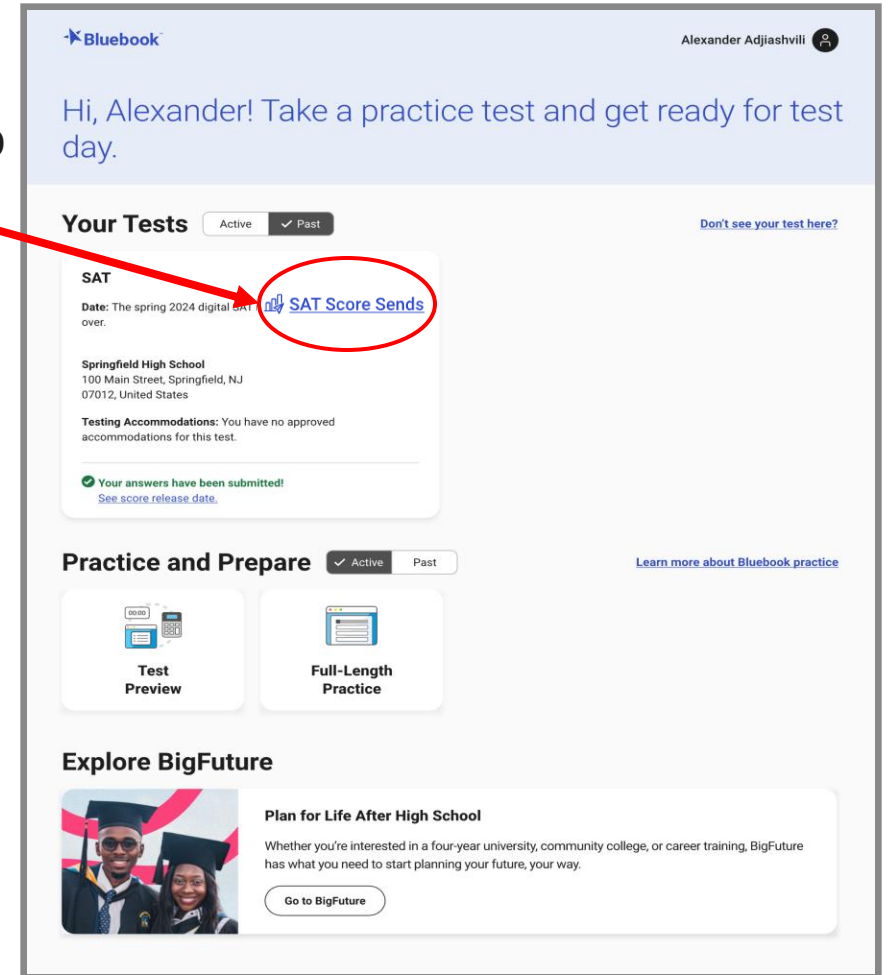 Bluebook
Alexander Adjiashvili
Hi, Alexander! Take a practice test and get ready for test
day.
Your Tests
Active
Past
Don't see your test here?
SAT
Date: The spring 2024 digital SAT
over.
SAT Score Sends
Springfield High School
100 Main Street, Springfield, NJ
07012, United States
Testing Accommodations: You have no approved
accommodations for this test.
Your answers have been submitted!
See score release date.
Practice and Prepare
Active
Past
Learn more about Bluebook practice
00:00
Test
Preview
Full-Length
Practice
Explore BigFuture
Plan for Life After High School
Whether you're interested in a four-year university, community college, or career training, BigFuture
has what you need to start planning your future, your way.
Go to BigFuture